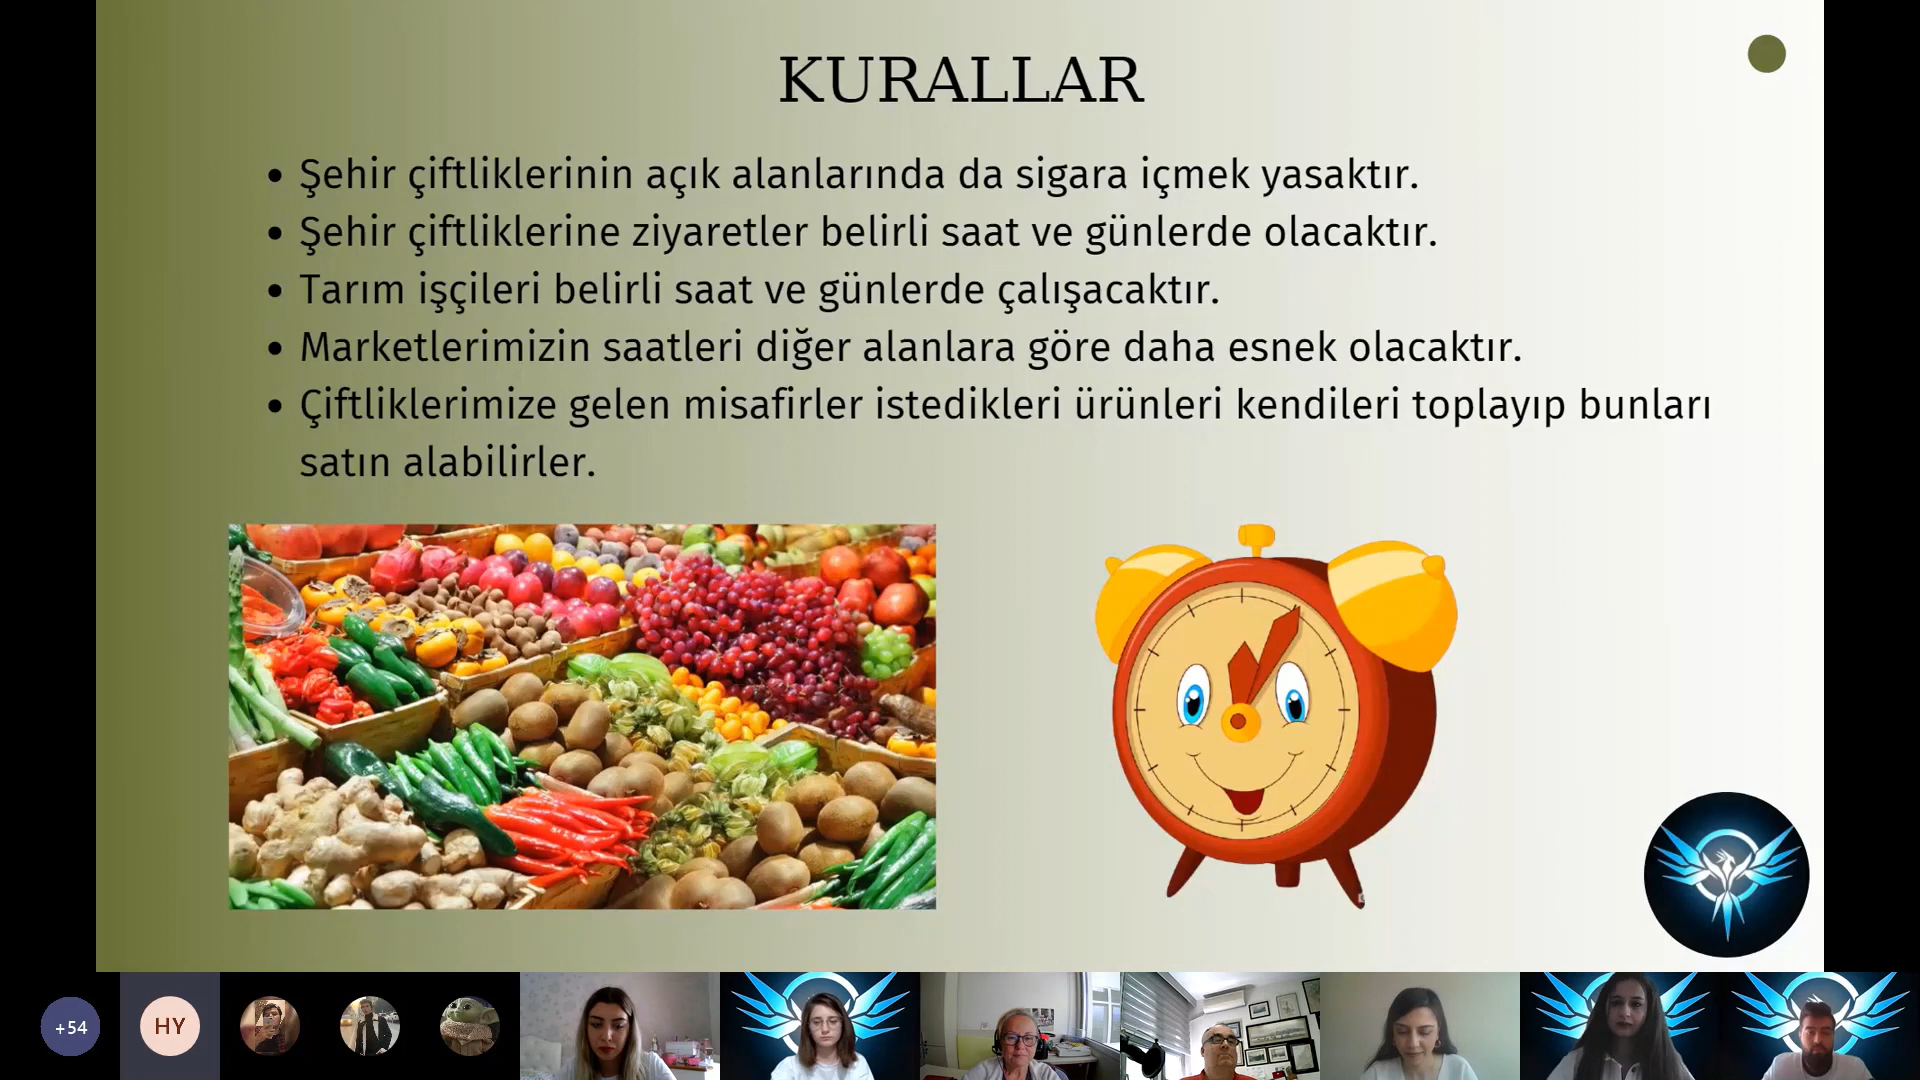 KURALLAR
• Şehir çiftliklerinin açık alanlarında da sigara içmek yasaktır.
• Şehir çiftliklerine ziyaretler belirli saat ve günlerde olacaktır.
• Tarım işçileri belirli saat ve günlerde çalışacaktır.
• Marketlerimizin saatleri diğer alanlara göre daha esnek olacaktır.
• Çiftliklerimize gelen misafirler istedikleri ürünleri kendileri toplayıp bunları
satın alabilirler.
+54
HY